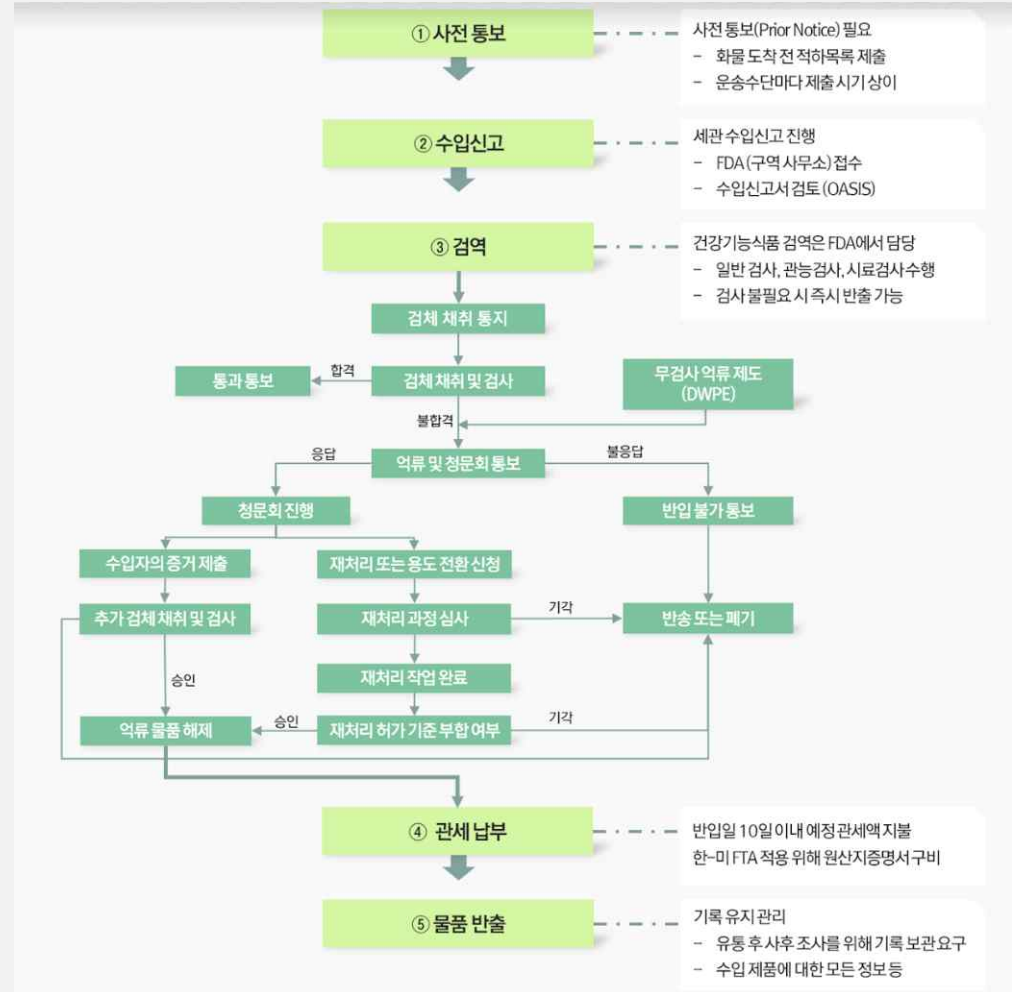 ① 사전 통보
사전 통보(Prior Notice) 필요
- 화물 도착 전 적하목록 제출
- 운송수단마다 제출 시기 상이
② 수입신고
세관 수입신고 진행
- FDA(구역 사무소) 접수
- 수입신고서 검토(OASIS)
③ 검역
건강기능식품 검역은 FDA에서 담당
- 일반 검사, 관능검사, 시료검사 수행
- 검사 불필요 시 즉시 반출 가능
검체 채취 통지
통과 통보
합격
검체 채취 및 검사
무검사 억류 제도
(DWPE)
불합격
응답
억류 및 청문회 통보
불응답
청문회 진행
반입 불가 통보
수입자의 증거 제출
재처리 또는 용도 전환 신청
추가 검체 채취 및 검사
재처리 과정 심사
기각
반송 또는 폐기
승인
재처리 작업 완료
억류 물품 해제
승인
재처리 허가 기준 부합 여부
기각
④ 관세 납부
반입일 10일 이내 예정 관세액 지불
한-미 FTA 적용 위해 원산지증명서 구비
⑤ 물품 반출
기록 유지 관리
- 유통 후 사후 조사를 위해 기록 보관 요구
- 수입 제품에 대한 모든 정보 등